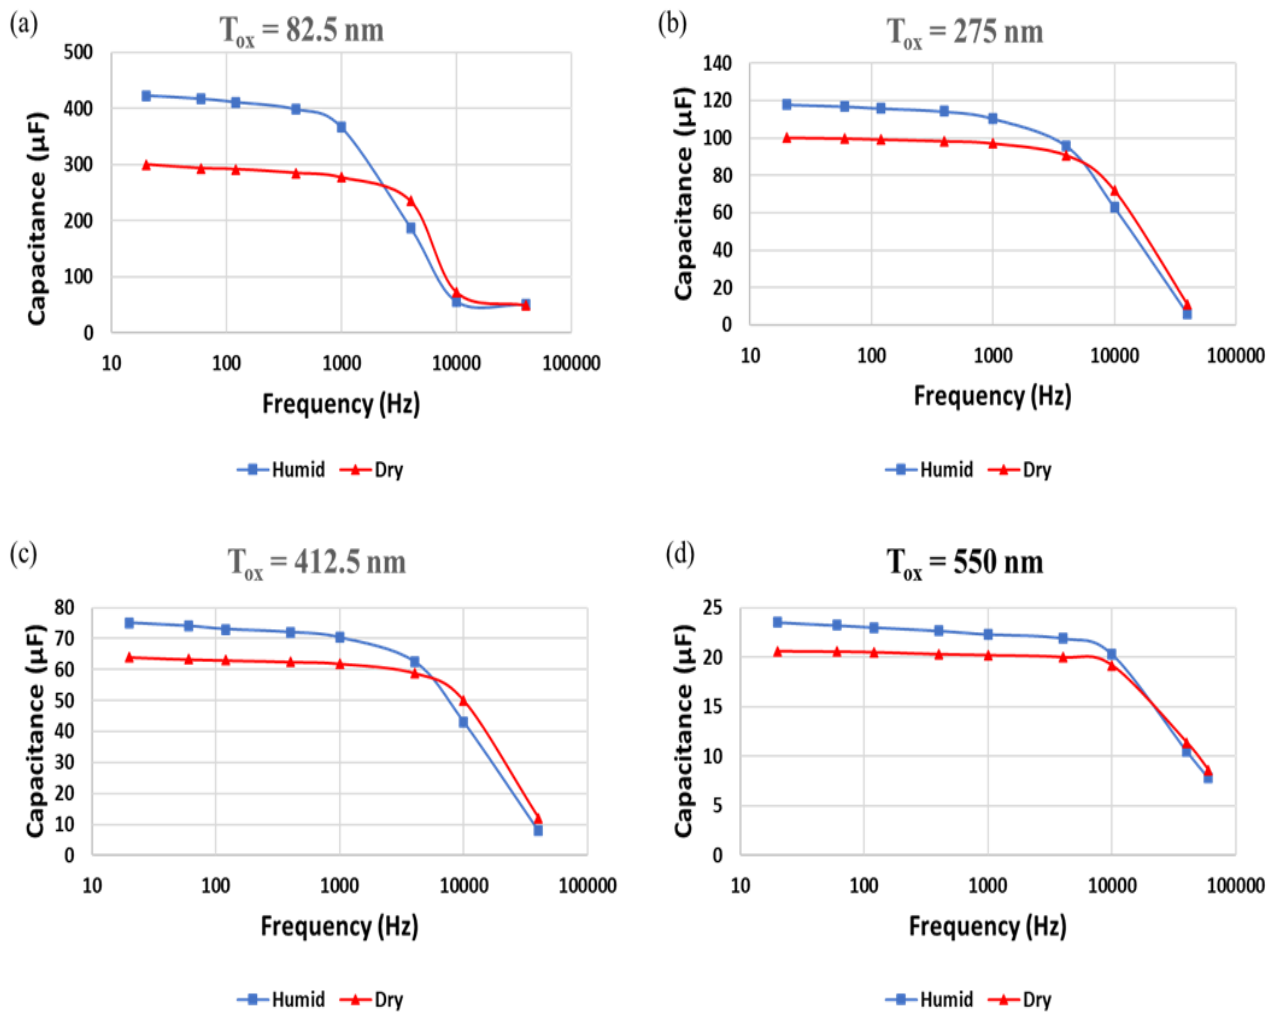 (a)
Tox = 82.5 nm
500
400
300
200
100
0
Capacitance (µF)
10 100 1000 10000 100000
Frequency (Hz)
Humid Dry
(b)
Tox = 275 nm
140
120
100
80
60
40
20
0
Capacitance (µF)
10 100 1000 10000 100000
Frequency (Hz)
Humid Dry
(c)
Tox = 412.5 nm
80
70
60
50
40
30
20
10
0
Capacitance (µF)
10 100 1000 10000 100000
Frequency (Hz)
Humid Dry
(d)
Tox = 550 nm
25
20
15
10
5
0
Capacitance (µF)
10 100 1000 10000 100000
Frequency (Hz)
Humid Dry